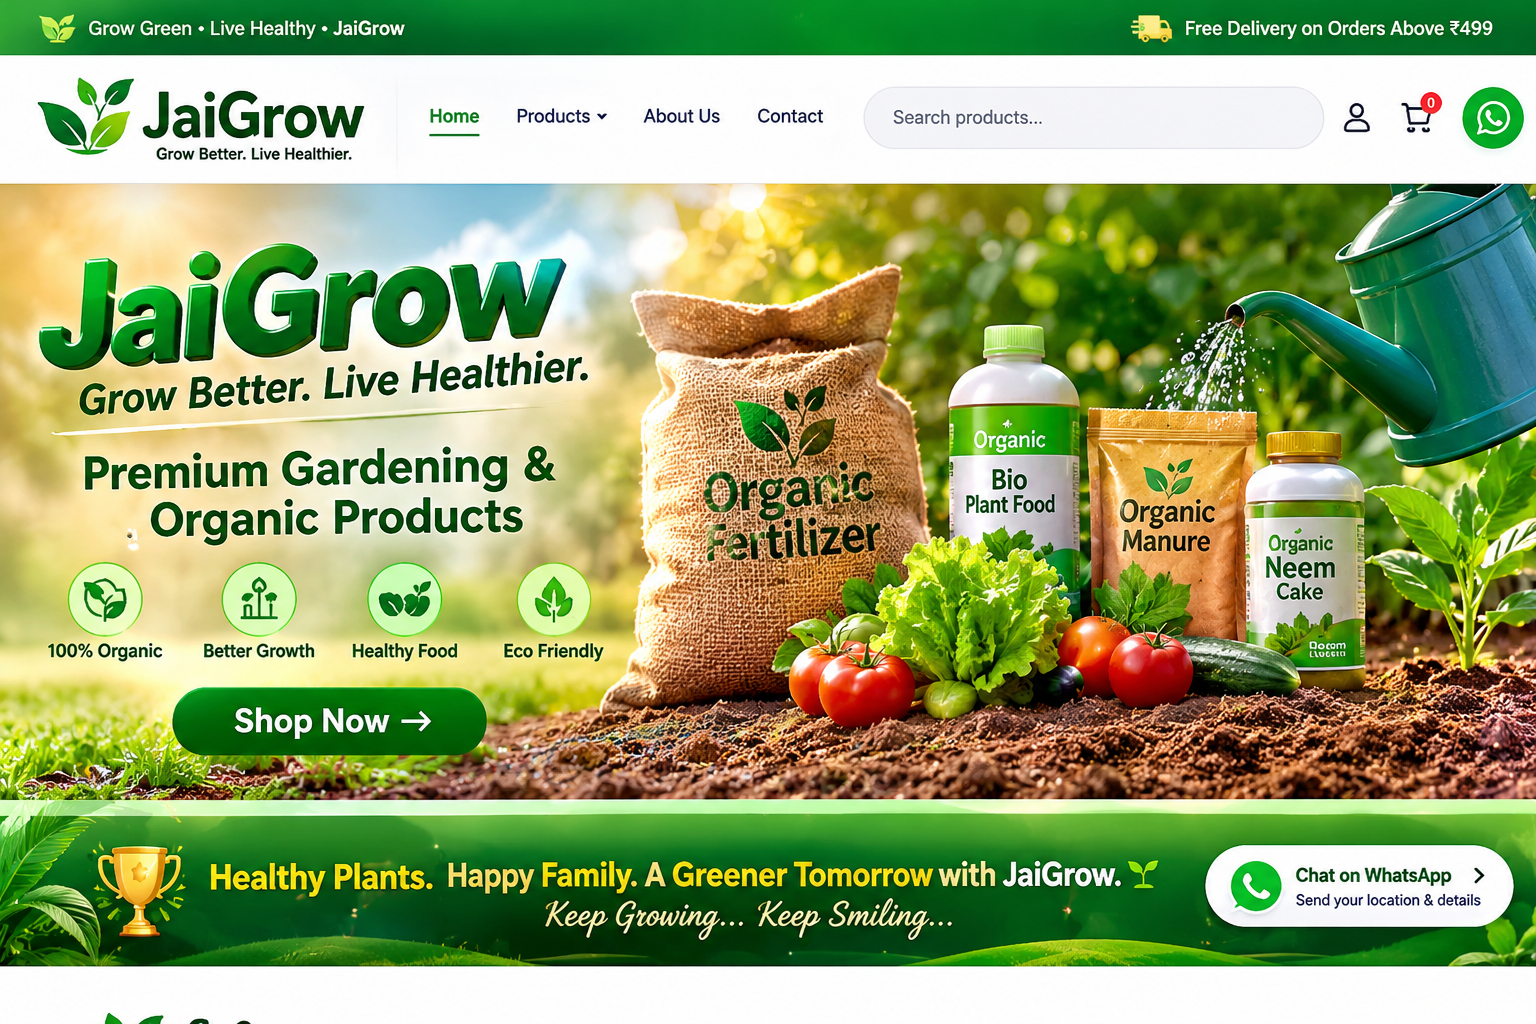 Grow Green • Live Healthy • JaiGrow
Free Delivery on Orders Above ₹499
JaiGrow
Grow Better. Live Healthier.
Home
Products
About Us
Contact
Search products...
0
JaiGrow
Grow Better. Live Healthier.
Premium Gardening &
Organic Products
100% Organic
Better Growth
Healthy Food
Eco Friendly
Shop Now →
Organic
Fertilizer
Organic
Bio
Plant Food
Organic
Manure
Organic
Neem
Cake
Healthy Plants. Happy Family. A Greener Tomorrow with JaiGrow.
Keep Growing... Keep Smiling...
Chat on WhatsApp
Send your location & details